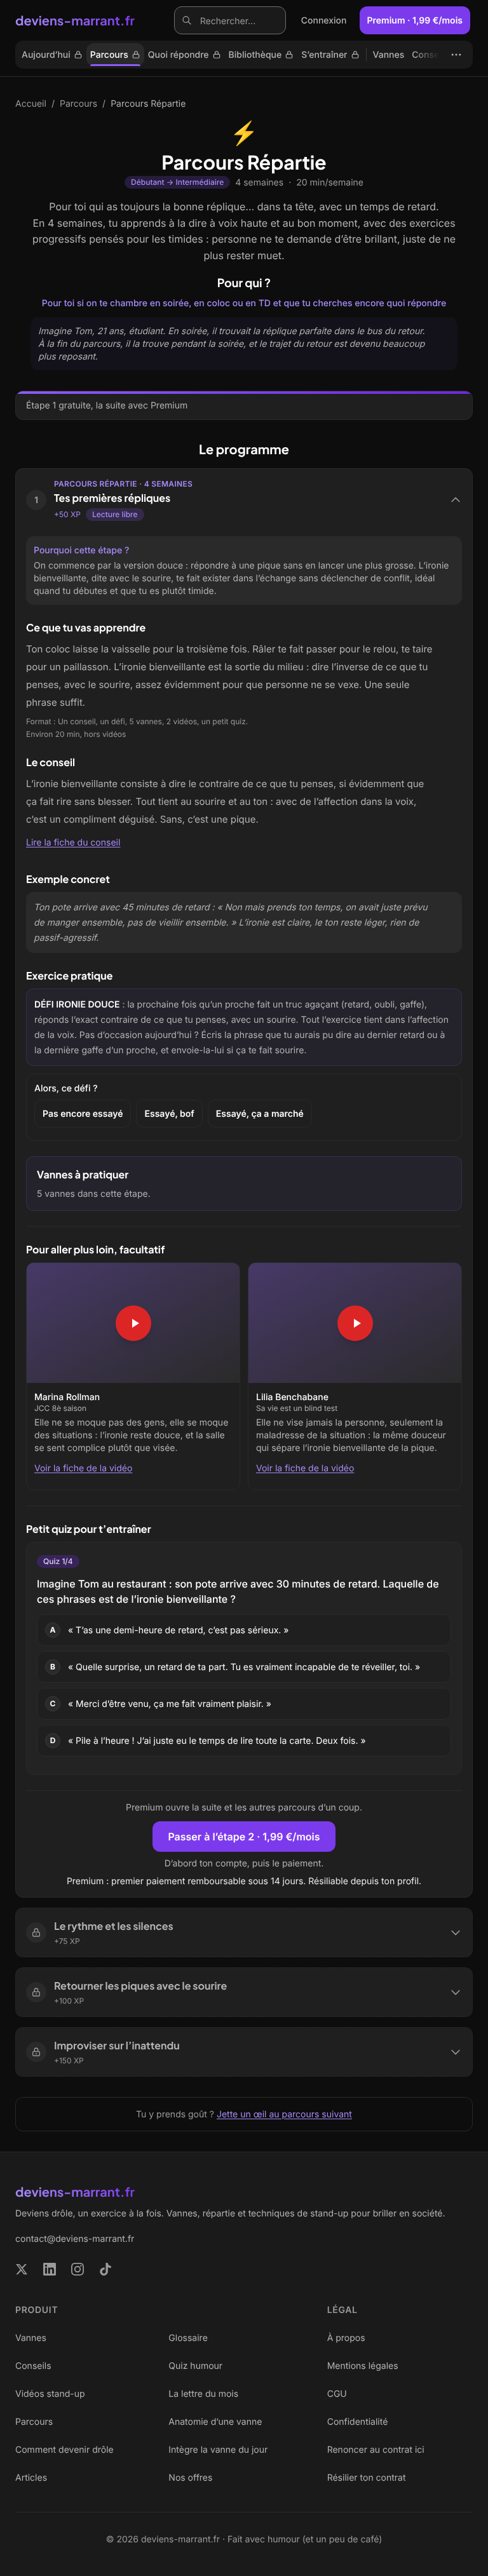 deviens-marrant.fr
Rechercher...
Connexion
Premium · 1,99 €/mois
Aujourd’hui
Parcours
Quoi répondre
Bibliothèque
S’entraîner
Vannes
Accueil / Parcours / Parcours Répartie
Parcours Répartie
Débutant → Intermédiaire
4 semaines · 20 min/semaine
Pour toi qui as toujours la bonne réplique… dans ta tête, avec un temps de retard.
En 4 semaines, tu apprends à la dire à voix haute et au bon moment, avec des exercices
progressifs pensés pour les timides : personne ne te demande d’être brillant, juste de ne
plus rester muet.
Pour qui ?
Pour toi si on te chambre en soirée, en coloc ou en TD et que tu cherches encore quoi répondre
Imagine Tom, 21 ans, étudiant. En soirée, il trouvait la réplique parfaite dans le bus du retour.
À la fin du parcours, il la trouve pendant la soirée, et le trajet du retour est devenu beaucoup
plus reposant.
Étape 1 gratuite, la suite avec Premium
Le programme
1
PARCOURS RÉPARTIE · 4 SEMAINES
Tes premières répliques
+50 XP
Lecture libre
Pourquoi cette étape ?
On commence par la version douce : répondre à une pique sans en lancer une plus grosse. L’ironie
bienveillante, dite avec le sourire, te fait exister dans l’échange sans déclencher de conflit, idéal
quand tu débutes et que tu es plutôt timide.
Ce que tu vas apprendre
Ton coloc laisse la vaisselle pour la troisième fois. Râler te fait passer pour le relou, te taire
pour un paillasson. L’ironie bienveillante est la sortie du milieu : dire l’inverse de ce que tu
penses, avec le sourire, assez évidemment pour que personne ne se vexe. Une seule
phrase suffit.
Format : Un conseil, un défi, 5 vannes, 2 vidéos, un petit quiz.
Environ 20 min, hors vidéos
Le conseil
L’ironie bienveillante consiste à dire le contraire de ce que tu penses, si évidemment que
ça fait rire sans blesser. Tout tient au sourire et au ton : avec de l’affection dans la voix,
c’est un compliment déguisé. Sans, c’est une pique.
Lire la fiche du conseil
Exemple concret
Ton pote arrive avec 45 minutes de retard : « Non mais prends ton temps, on avait juste prévu
de manger ensemble, pas de vieillir ensemble. » L’ironie est claire, le ton reste léger, rien de
passif-agressif.
Exercice pratique
DÉFI IRONIE DOUCE : la prochaine fois qu’un proche fait un truc agaçant (retard, oubli, gaffe),
réponds l’exact contraire de ce que tu penses, avec un sourire. Tout l’exercice tient dans l’affection
de la voix. Pas d’occasion aujourd’hui ? Écris la phrase que tu aurais pu dire au dernier retard ou à
la dernière gaffe d’un proche, et envoie-la-lui si ça te fait sourire.
Alors, ce défi ?
Pas encore essayé
Essayé, bof
Essayé, ça a marché
Vannes à pratiquer
5 vannes dans cette étape.
Pour aller plus loin, facultatif
Marina Rollman
JCC 8è saison
Elle ne se moque pas des gens, elle se moque
des situations : l’ironie reste douce, et la salle
se sent complice plutôt que visée.
Voir la fiche de la vidéo
Lilia Benchabane
Sa vie est un blind test
Elle ne vise jamais la personne, seulement la
maladresse de la situation : la même douceur
qui sépare l’ironie bienveillante de la pique.
Voir la fiche de la vidéo
Petit quiz pour t’entraîner
Quiz 1/4
Imagine Tom au restaurant : son pote arrive avec 30 minutes de retard. Laquelle de
ces phrases est de l’ironie bienveillante ?
A « T’as une demi-heure de retard, c’est pas sérieux. »
B « Quelle surprise, un retard de ta part. Tu es vraiment incapable de te réveiller, toi. »
C « Merci d’être venu, ça me fait vraiment plaisir. »
D « Pile à l’heure ! J’ai juste eu le temps de lire toute la carte. Deux fois. »
Premium ouvre la suite et les autres parcours d’un coup.
Passer à l’étape 2 · 1,99 €/mois
D’abord ton compte, puis le paiement.
Premium : premier paiement remboursable sous 14 jours. Résiliable depuis ton profil.
Le rythme et les silences
+75 XP
Retourner les piques avec le sourire
+100 XP
Improviser sur l’inattendu
+150 XP
Tu y prends goût ? Jette un œil au parcours suivant
deviens-marrant.fr
Deviens drôle, un exercice à la fois. Vannes, répartie et techniques de stand-up pour briller en société.
contact@deviens-marrant.fr
PRODUIT
Vannes
Conseils
Vidéos stand-up
Parcours
Comment devenir drôle
Articles
Glossaire
Quiz humour
La lettre du mois
Anatomie d’une vanne
Intègre la vanne du jour
Nos offres
LÉGAL
À propos
Mentions légales
CGU
Confidentialité
Renoncer au contrat ici
Résilier ton contrat
© 2026 deviens-marrant.fr · Fait avec humour (et un peu de café)